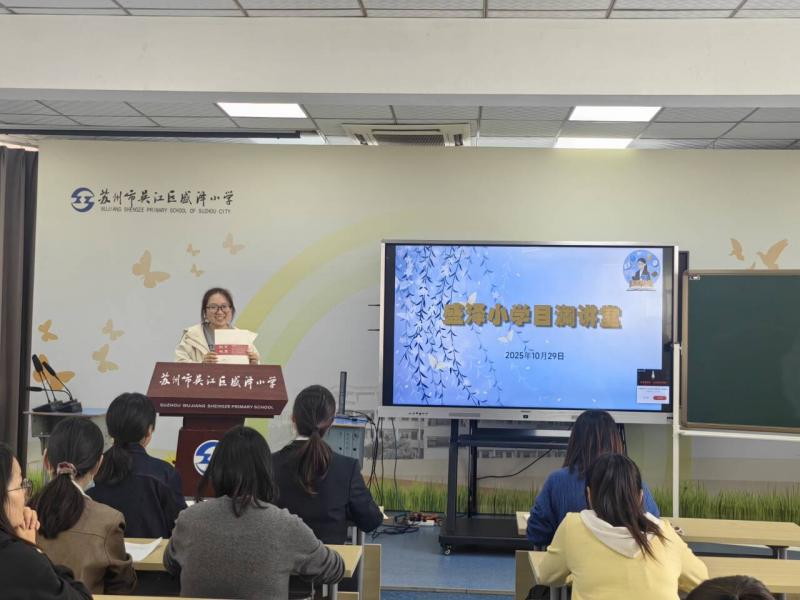 苏州市吴江区盛泽小学
WUJIANG SHENGZE PRIMARY SCHOOL OF SUZHOU CITY
盛泽小学目润讲堂
2025年10月29日
苏州市吴江区盛泽小学
SUZHOU WUJIANG SHENGZE PRIMARY SCHOOL